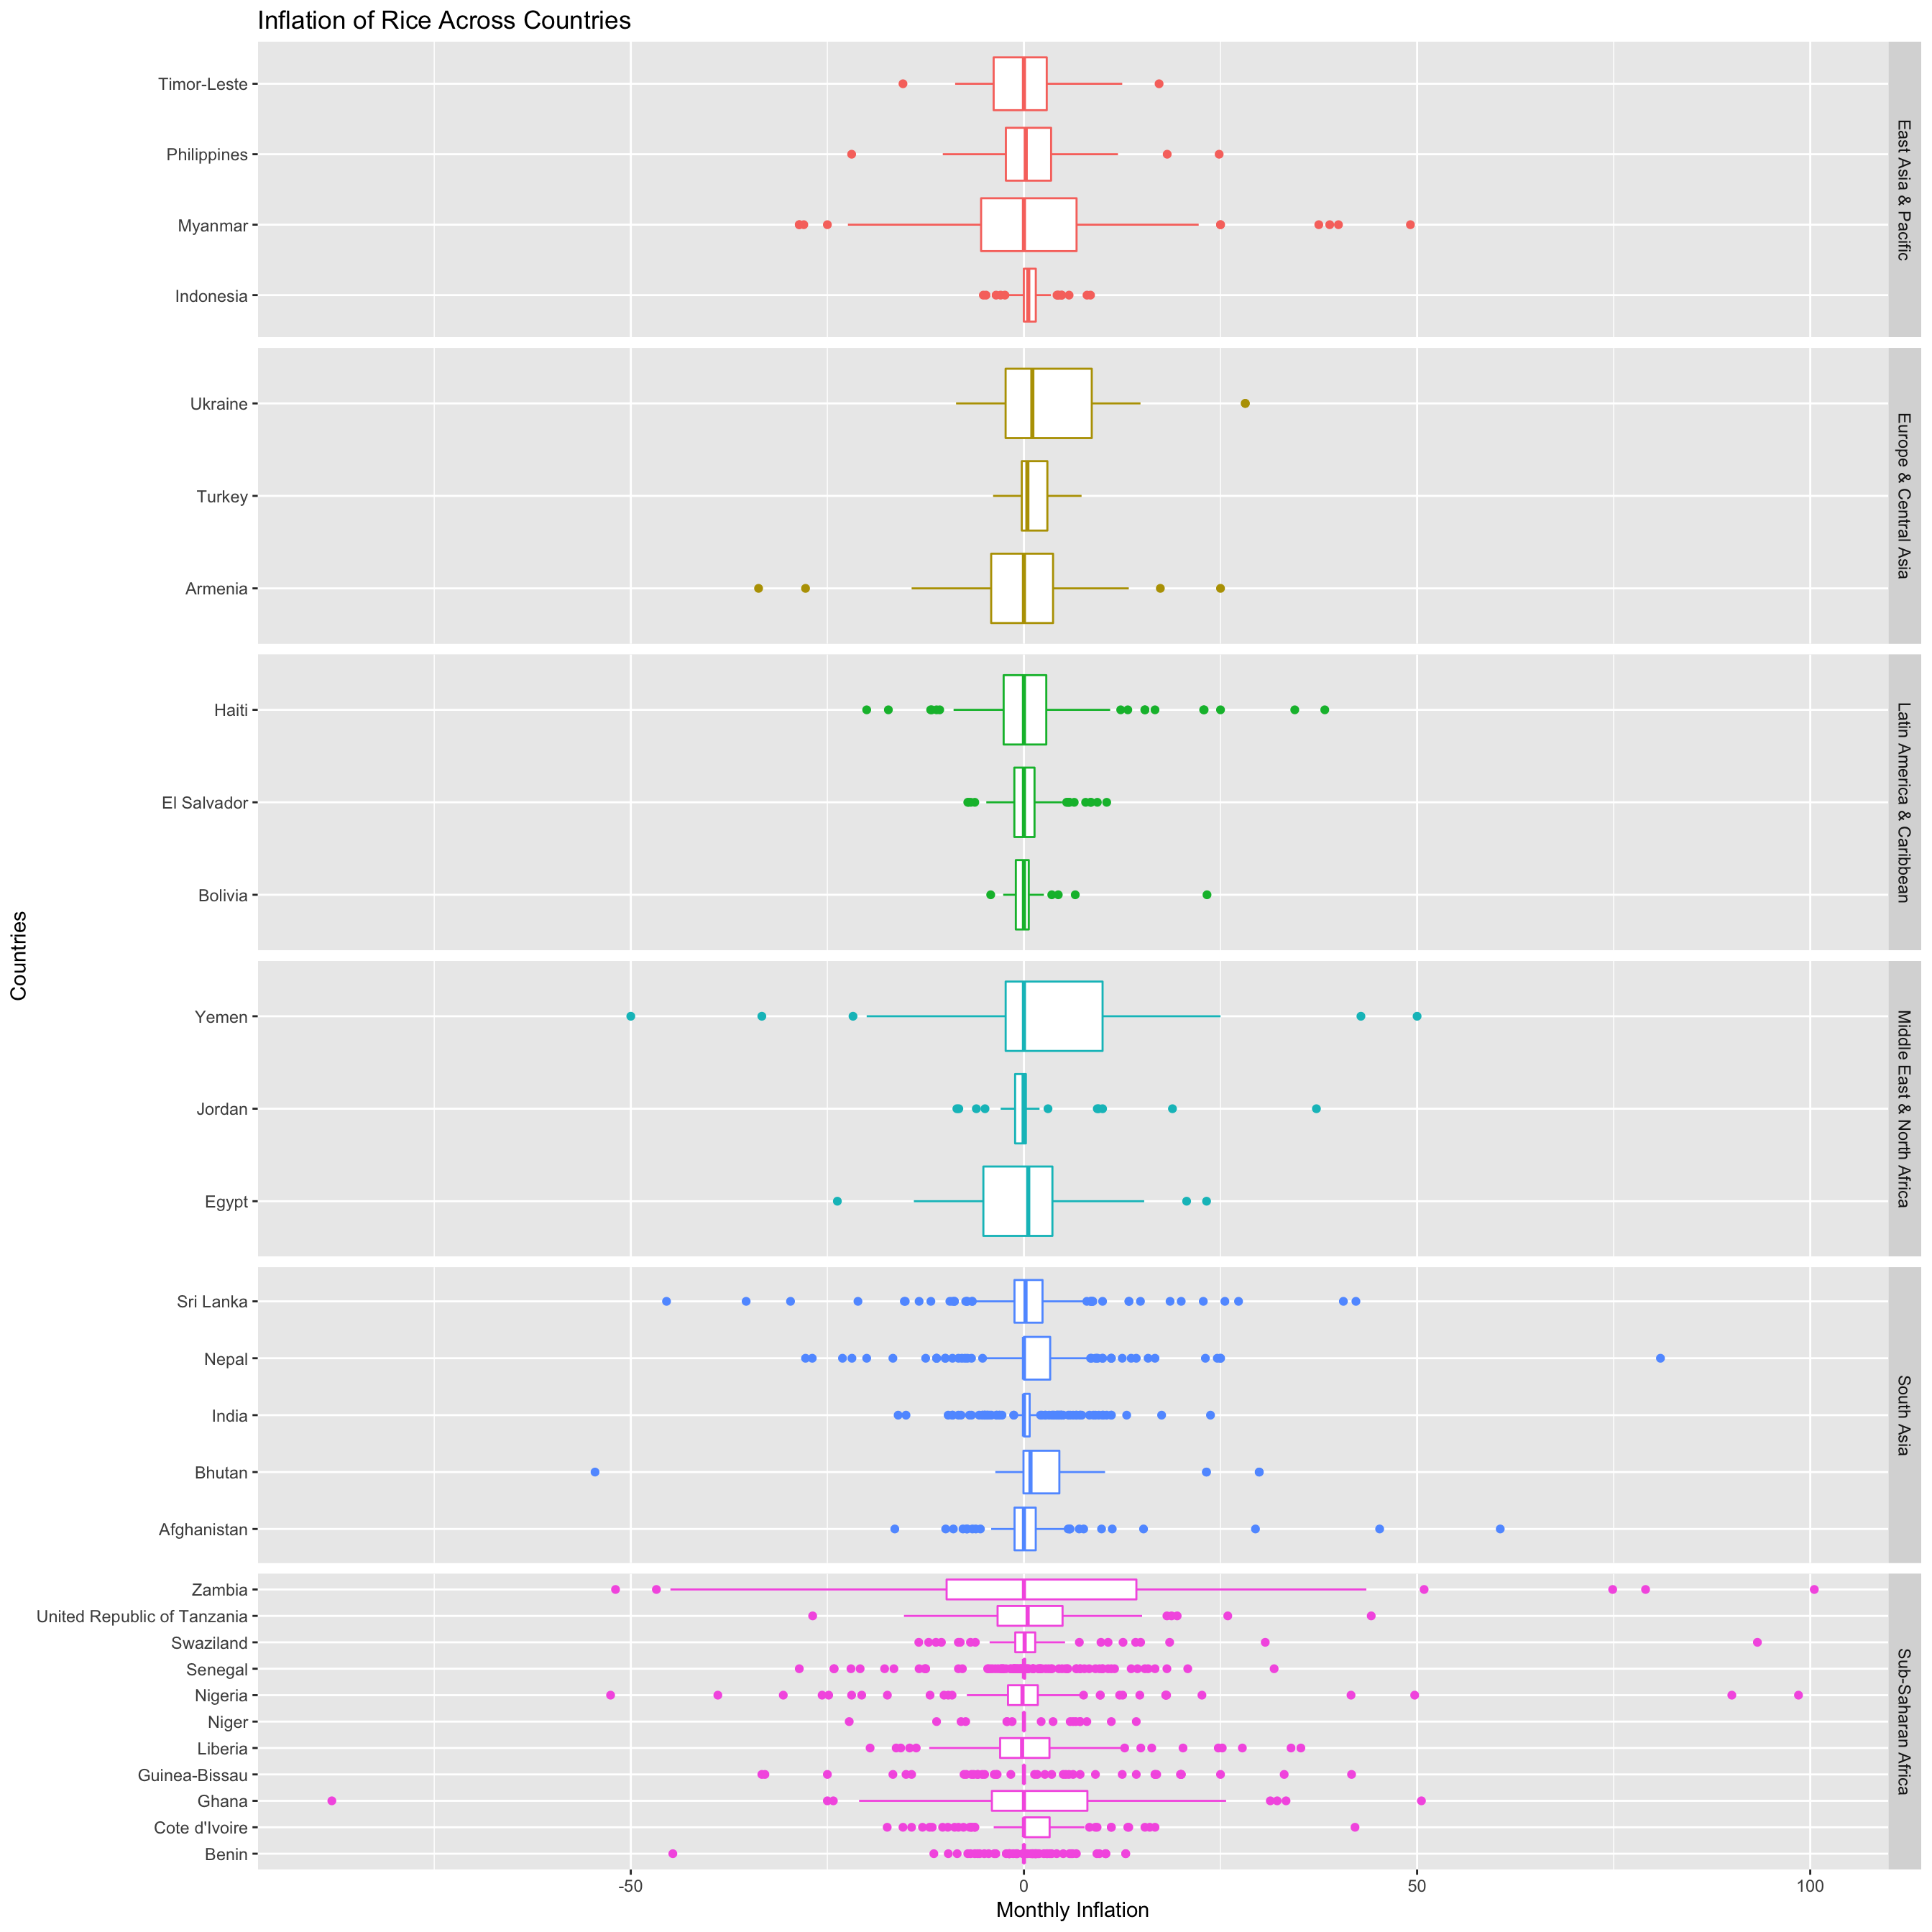 Inflation of Rice Across Countries
Timor-Leste
Philippines
Myanmar
Indonesia
East Asia & Pacific
Ukraine
Turkey
Armenia
Europe & Central Asia
Haiti
El Salvador
Bolivia
Latin America & Caribbean
Yemen
Jordan
Egypt
Middle East & North Africa
Sri Lanka
Nepal
India
Bhutan
Afghanistan
South Asia
Zambia
United Republic of Tanzania
Swaziland
Senegal
Nigeria
Niger
Liberia
Guinea-Bissau
Ghana
Cote d'Ivoire
Benin
Sub-Saharan Africa
Countries
-50 0 50 100
Monthly Inflation